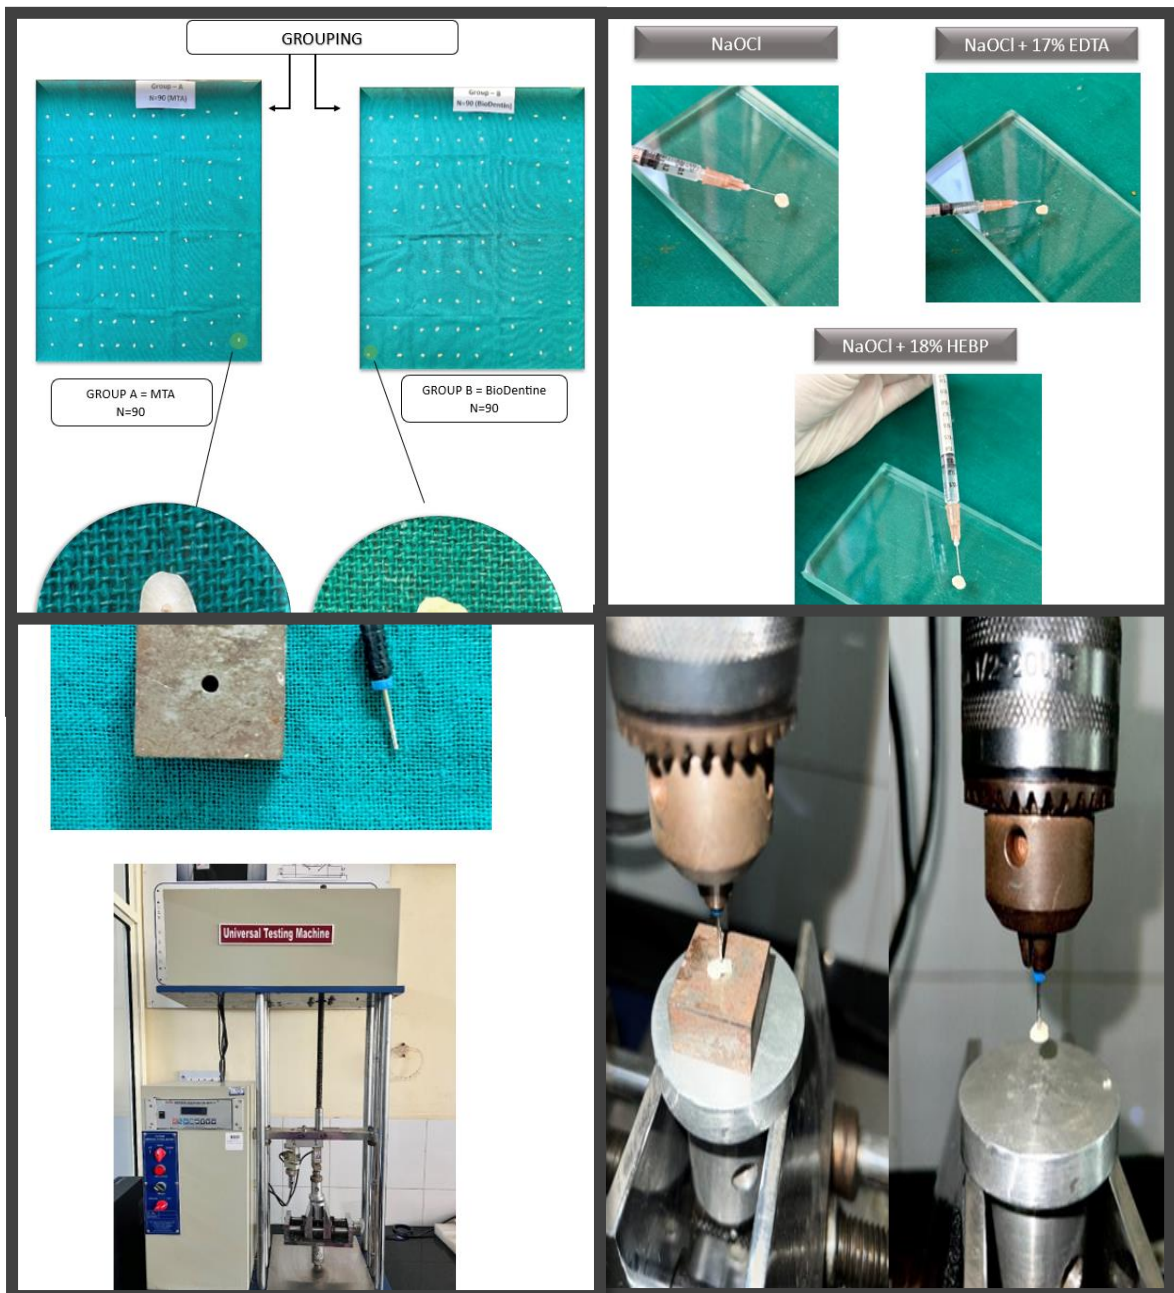 GROUPING
Group – A
N=90 (MTA)
Group – B
N=90 (BioDentin)
GROUP A = MTA
N=90
GROUP B = BioDentine
N=90
NaOCl
NaOCl + 17% EDTA
NaOCl + 18% HEBP
Universal Testing Machine